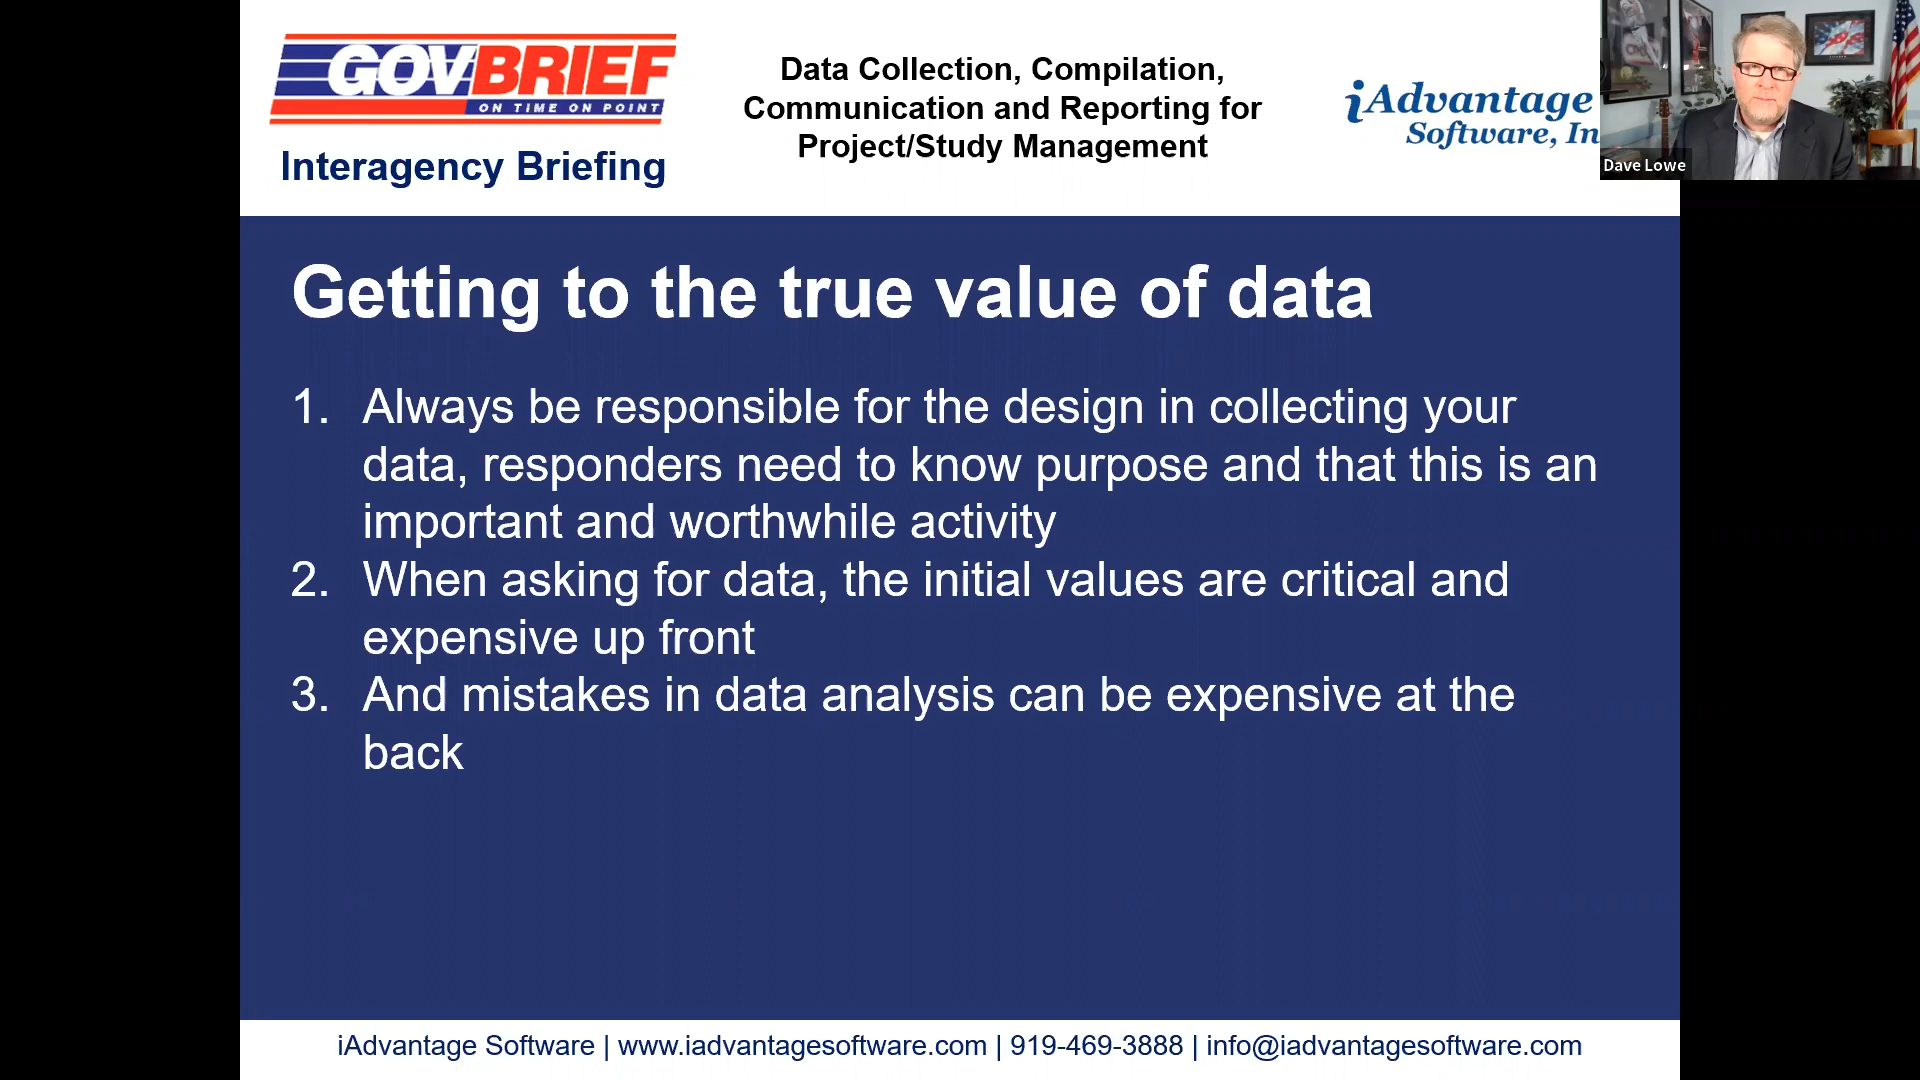 GOVBRIEF
ON TIME ON POINT
Interagency Briefing
Data Collection, Compilation,
Communication and Reporting for
Project/Study Management
iAdvantage
Software, In
Dave Lowe
Getting to the true value of data
1. Always be responsible for the design in collecting your
data, responders need to know purpose and that this is an
important and worthwhile activity
2. When asking for data, the initial values are critical and
expensive up front
3. And mistakes in data analysis can be expensive at the
back
iAdvantage Software | www.iadvantagesoftware.com | 919-469-3888 | info@iadvantagesoftware.com